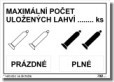 MAXIMÁLNÍ POČET
ULOŽENÝCH LAHVÍ ........ ks
PRÁZDNÉ
PLNÉ